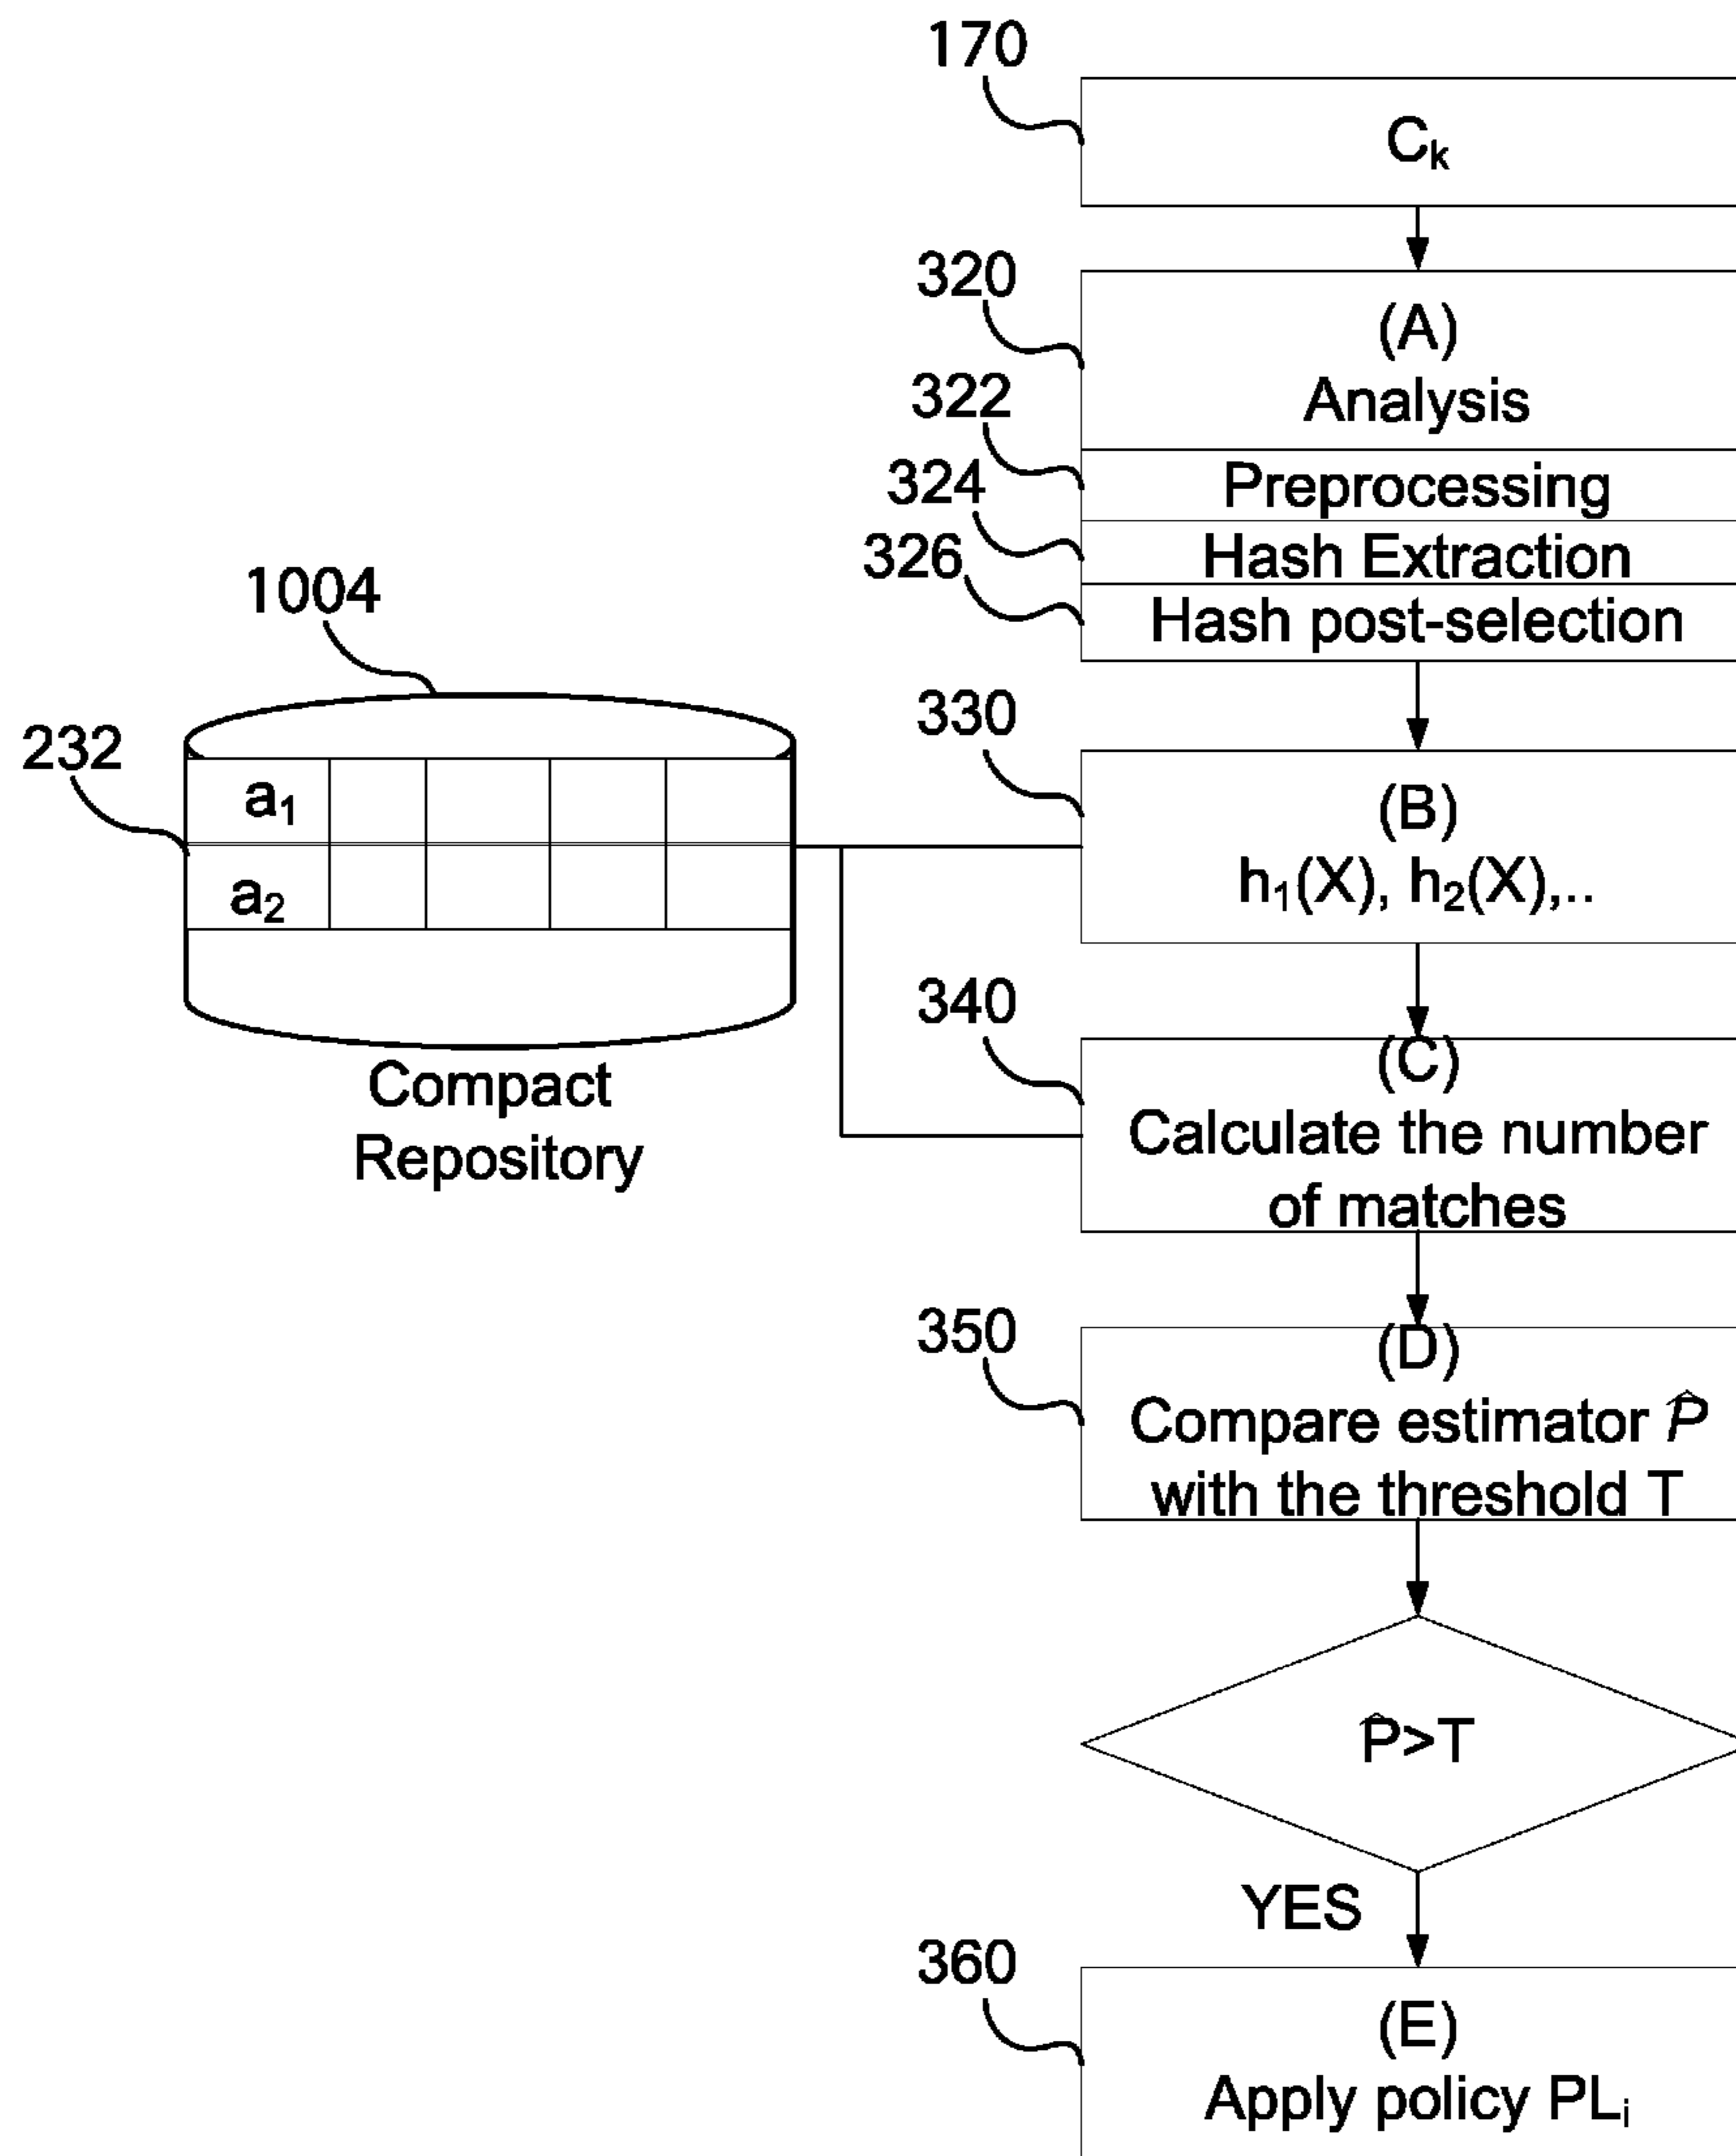 170
Cₖ
320
(A)
Analysis
322
Preprocessing
324
Hash Extraction
326
Hash post-selection
1004
232
a₁
a₂
Compact
Repository
330
(B)
h₁(X), h₂(X),..
340
(C)
Calculate the number
of matches
350
(D)
Compare estimator P̂
with the threshold T
P̂>T
YES
360
(E)
Apply policy PLᵢ